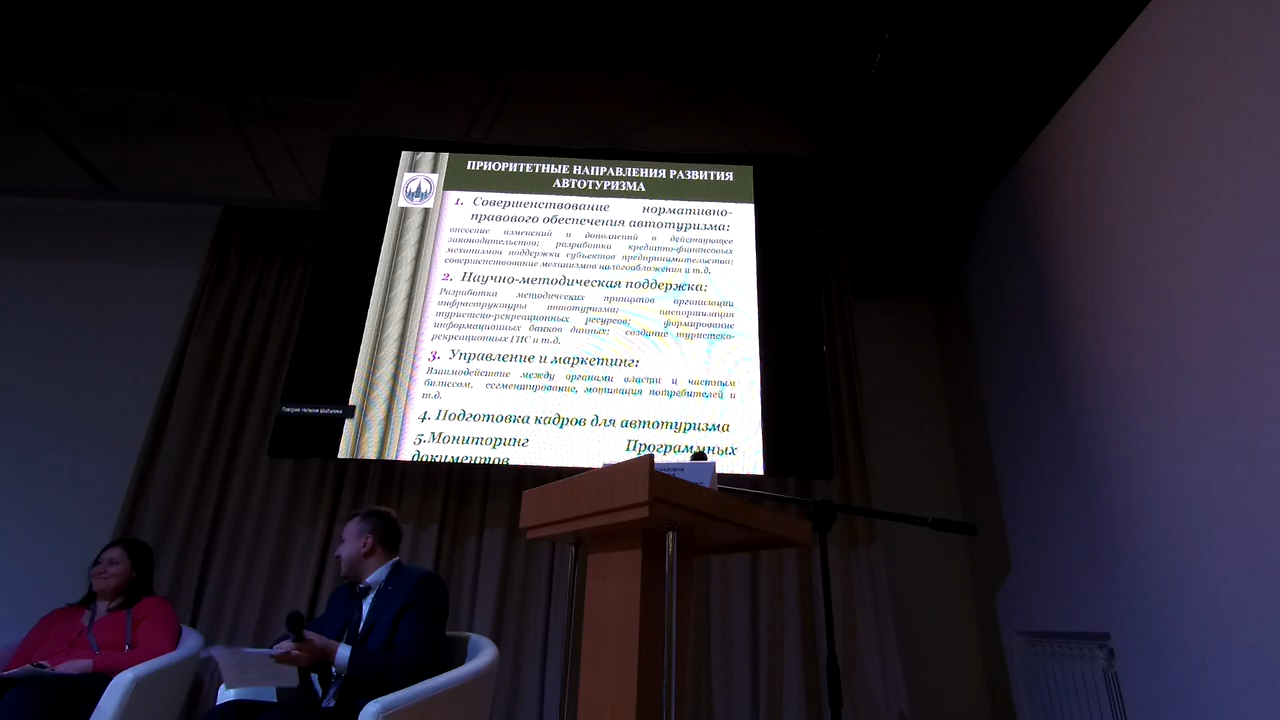 ПРИОРИТЕТНЫЕ НАПРАВЛЕНИЯ РАЗВИТИЯ
АВТОТУРИЗМА
1. Совершенствование нормативно-
правового обеспечения автотуризма:
внесение изменений и дополнений в действующее
законодательство; разработка кредитно-финансовых
механизмов поддержки субъектов предпринимательства;
совершенствование механизмов налогообложения и т.д.
2. Научно-методическая поддержка:
Разработка методических принципов организации
инфраструктуры автотуризма; паспортизация
туристско-рекреационных ресурсов; формирование
информационных банков данных; создание туристско-
рекреационных ГИС и т.д.
3. Управление и маркетинг:
Взаимодействие между органами власти и частным
бизнесом, сегментирование, мотивация потребителей и
т.д.
4. Подготовка кадров для автотуризма
5.Мониторинг Программных
документов
Говорит: Наталия Шабалина